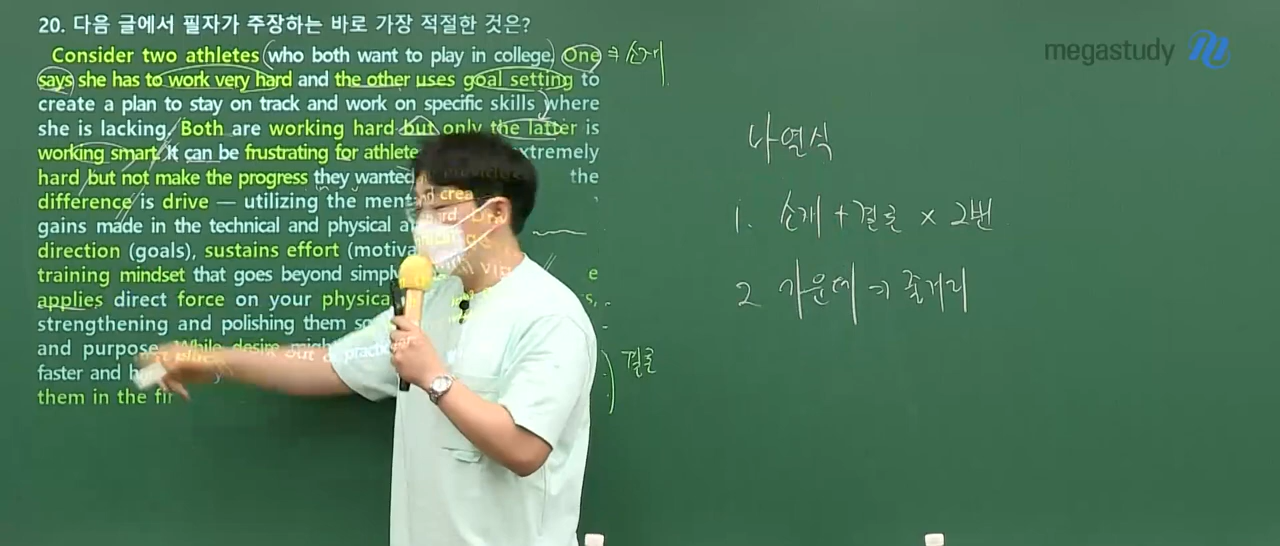 20. 다음 글에서 필자가 주장하는 바로 가장 적절한 것은?
Consider two athletes who both want to play in college. One
says she has to work very hard and the other uses goal setting to
create a plan to stay on track and work on specific skills where
she is lacking. Both are working hard but only the latter is
working smart. It can be frustrating for athlete xtremely
hard but not make the progress they wanted the
difference is drive — utilizing the ment
gains made in the technical and physical a
direction (goals), sustains effort (motiva
training mindset that goes beyond simply e
applies direct force on your physica s,
strengthening and polishing them so
and purpose. While desire might
faster and
them in the fir
소개
결론
megastudy
나열식
1. 소개 + 결론 × 2번
2 가운데 줄거리